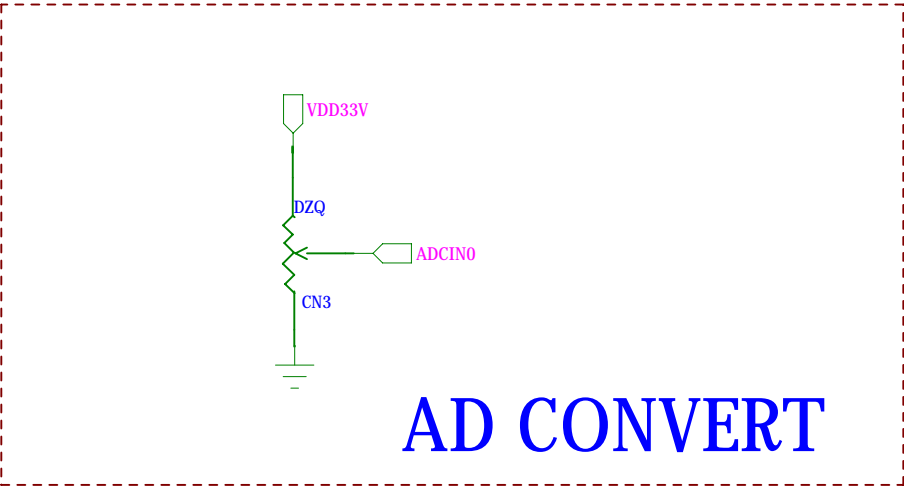 VDD33V
DZQ
ADCIN0
CN3
AD CONVERT